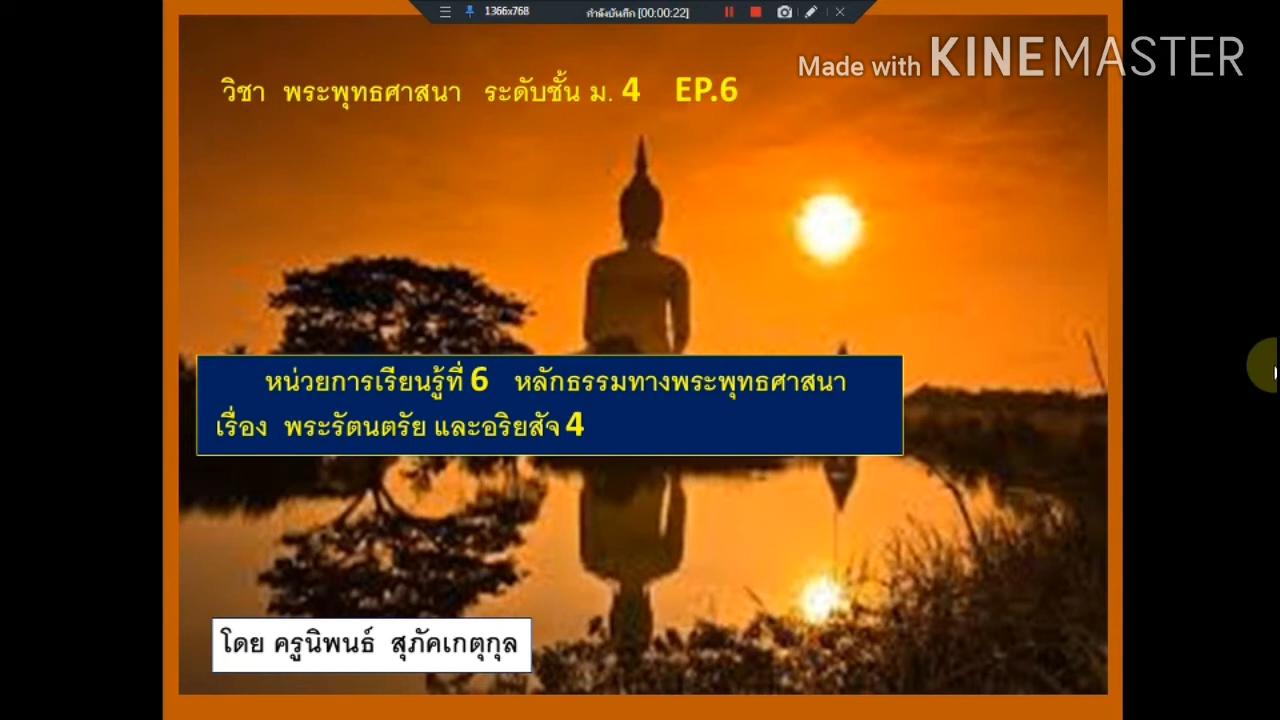 1366x768 กำลังบันทึก [00:00:22]
Made with KINEMASTER
วิชา พระพุทธศาสนา ระดับชั้น ม. 4 EP.6
หน่วยการเรียนรู้ที่ 6 หลักธรรมทางพระพุทธศาสนา
เรื่อง พระรัตนตรัย และอริยสัจ 4
โดย ครูนิพนธ์ สุภัคเกตุกุล